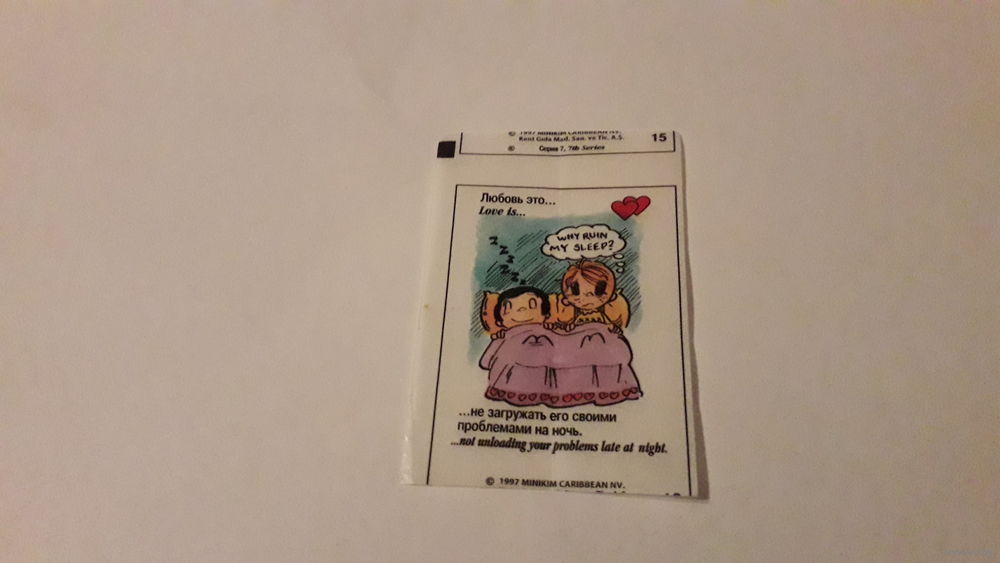 © 1997 MINIKIM CARIBBEAN NV.
Kent Gıda Mad. San. ve Tic. A.Ş. 15
© Серия 7, 7th Series
Любовь это...
Love is...
WHY RUIN
MY SLEEP?
Z Z Z Z Z Z
...не загружать его своими
проблемами на ночь.
...not unloading your problems late at night.
© 1997 MINIKIM CARIBBEAN NV.